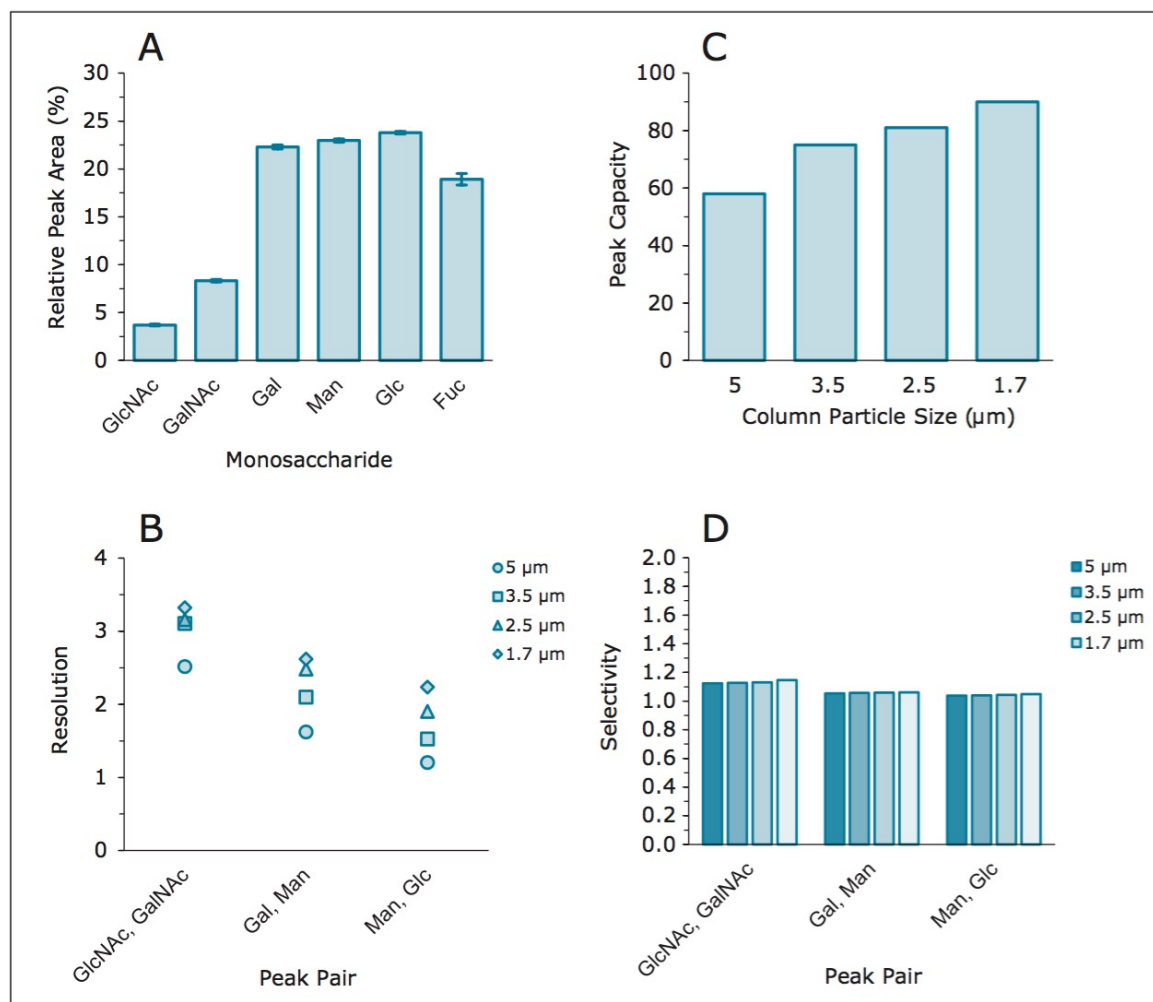 A
Relative Peak Area (%)
30
25
20
15
10
5
0
GlcNAc
GalNAc
Gal
Man
Glc
Fuc
Monosaccharide
C
Peak Capacity
100
80
60
40
20
0
5 3.5 2.5 1.7
Column Particle Size (µm)
B
Resolution
4
3
2
1
0
5 µm
3.5 µm
2.5 µm
1.7 µm
GlcNAc, GalNAc
Gal, Man
Man, Glc
Peak Pair
D
Selectivity
2.0
1.8
1.6
1.4
1.2
1.0
0.8
0.6
0.4
0.2
0.0
5 µm
3.5 µm
2.5 µm
1.7 µm
GlcNAc, GalNAc
Gal, Man
Man, Glc
Peak Pair